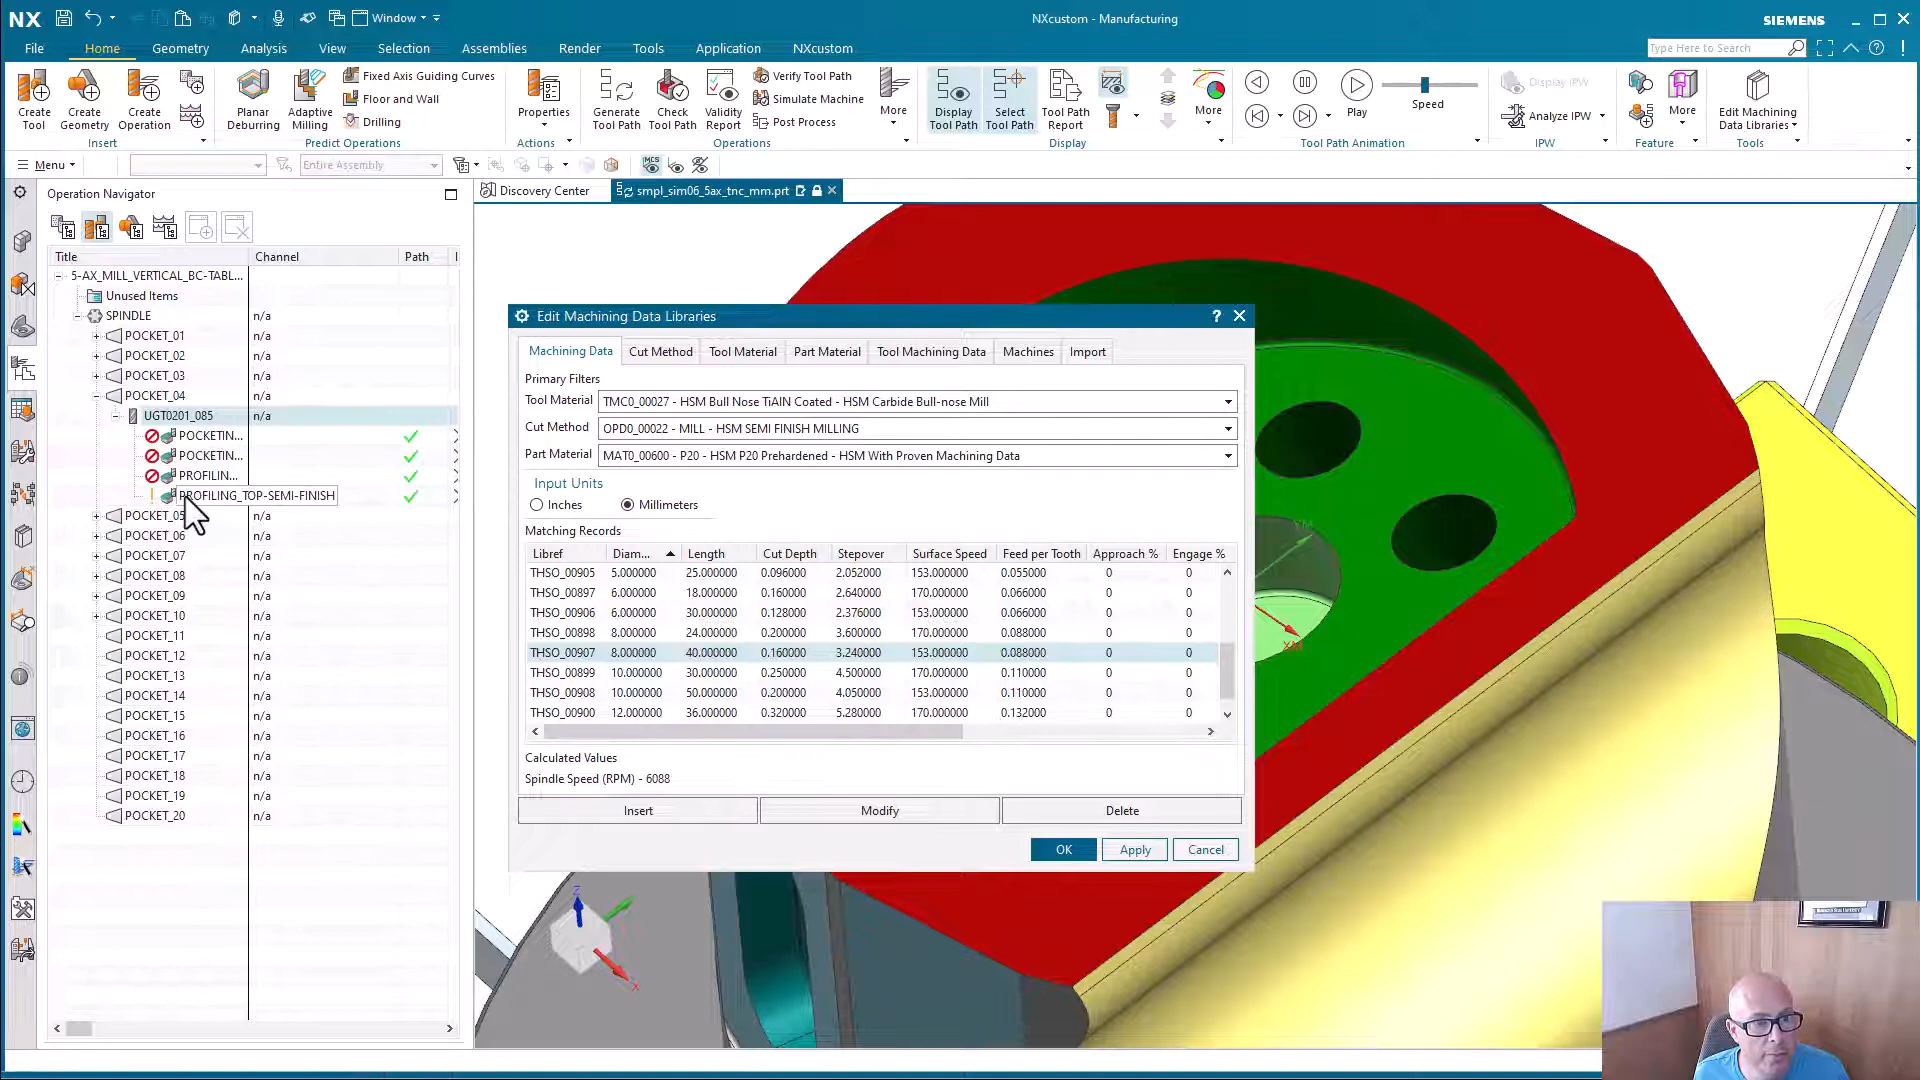 NX
Window
NXcustom - Manufacturing
SIEMENS
File Home Geometry Analysis View Selection Assemblies Render Tools Application NXcustom
Type Here to Search
Create Tool
Create Geometry
Create Operation
Insert
Planar Deburring
Adaptive Milling
Fixed Axis Guiding Curves
Floor and Wall
Drilling
Predict Operations
Properties
Actions
Generate Tool Path
Check Tool Path
Validity Report
Verify Tool Path
Simulate Machine
Post Process
More
Operations
Display Tool Path
Select Tool Path
Tool Path Report
More
Display
Play
Speed
Tool Path Animation
Display IPW
Analyze IPW
IPW
More
Feature
Edit Machining Data Libraries
Tools
Menu
Entire Assembly
MCS
Operation Navigator
Discovery Center
smpl_sim06_5ax_tnc_mm.prt
Title Channel Path
5-AX_MILL_VERTICAL_BC-TABL...
Unused Items
SPINDLE n/a
POCKET_01 n/a
POCKET_02 n/a
POCKET_03 n/a
POCKET_04 n/a
UGT0201_085 n/a
POCKETIN...
POCKETIN...
PROFILIN...
PROFILING_TOP-SEMI-FINISH
POCKET_05 n/a
POCKET_06 n/a
POCKET_07 n/a
POCKET_08 n/a
POCKET_09 n/a
POCKET_10 n/a
POCKET_11 n/a
POCKET_12 n/a
POCKET_13 n/a
POCKET_14 n/a
POCKET_15 n/a
POCKET_16 n/a
POCKET_17 n/a
POCKET_18 n/a
POCKET_19 n/a
POCKET_20 n/a
Edit Machining Data Libraries
Machining Data Cut Method Tool Material Part Material Tool Machining Data Machines Import
Primary Filters
Tool Material TMC0_00027 - HSM Bull Nose TiAlN Coated - HSM Carbide Bull-nose Mill
Cut Method OPD0_00022 - MILL - HSM SEMI FINISH MILLING
Part Material MAT0_00600 - P20 - HSM P20 Prehardened - HSM With Proven Machining Data
Input Units
Inches Millimeters
Matching Records
Libref Diam... Length Cut Depth Stepover Surface Speed Feed per Tooth Approach % Engage %
THSO_00905 5.000000 25.000000 0.096000 2.052000 153.000000 0.055000 0 0
THSO_00897 6.000000 18.000000 0.160000 2.640000 170.000000 0.066000 0 0
THSO_00906 6.000000 30.000000 0.128000 2.376000 153.000000 0.066000 0 0
THSO_00898 8.000000 24.000000 0.200000 3.600000 170.000000 0.088000 0 0
THSO_00907 8.000000 40.000000 0.160000 3.240000 153.000000 0.088000 0 0
THSO_00899 10.000000 30.000000 0.250000 4.500000 170.000000 0.110000 0 0
THSO_00908 10.000000 50.000000 0.200000 4.050000 153.000000 0.110000 0 0
THSO_00900 12.000000 36.000000 0.320000 5.280000 170.000000 0.132000 0 0
Calculated Values
Spindle Speed (RPM) - 6088
Insert Modify Delete
OK Apply Cancel
YM
XM
Z
X